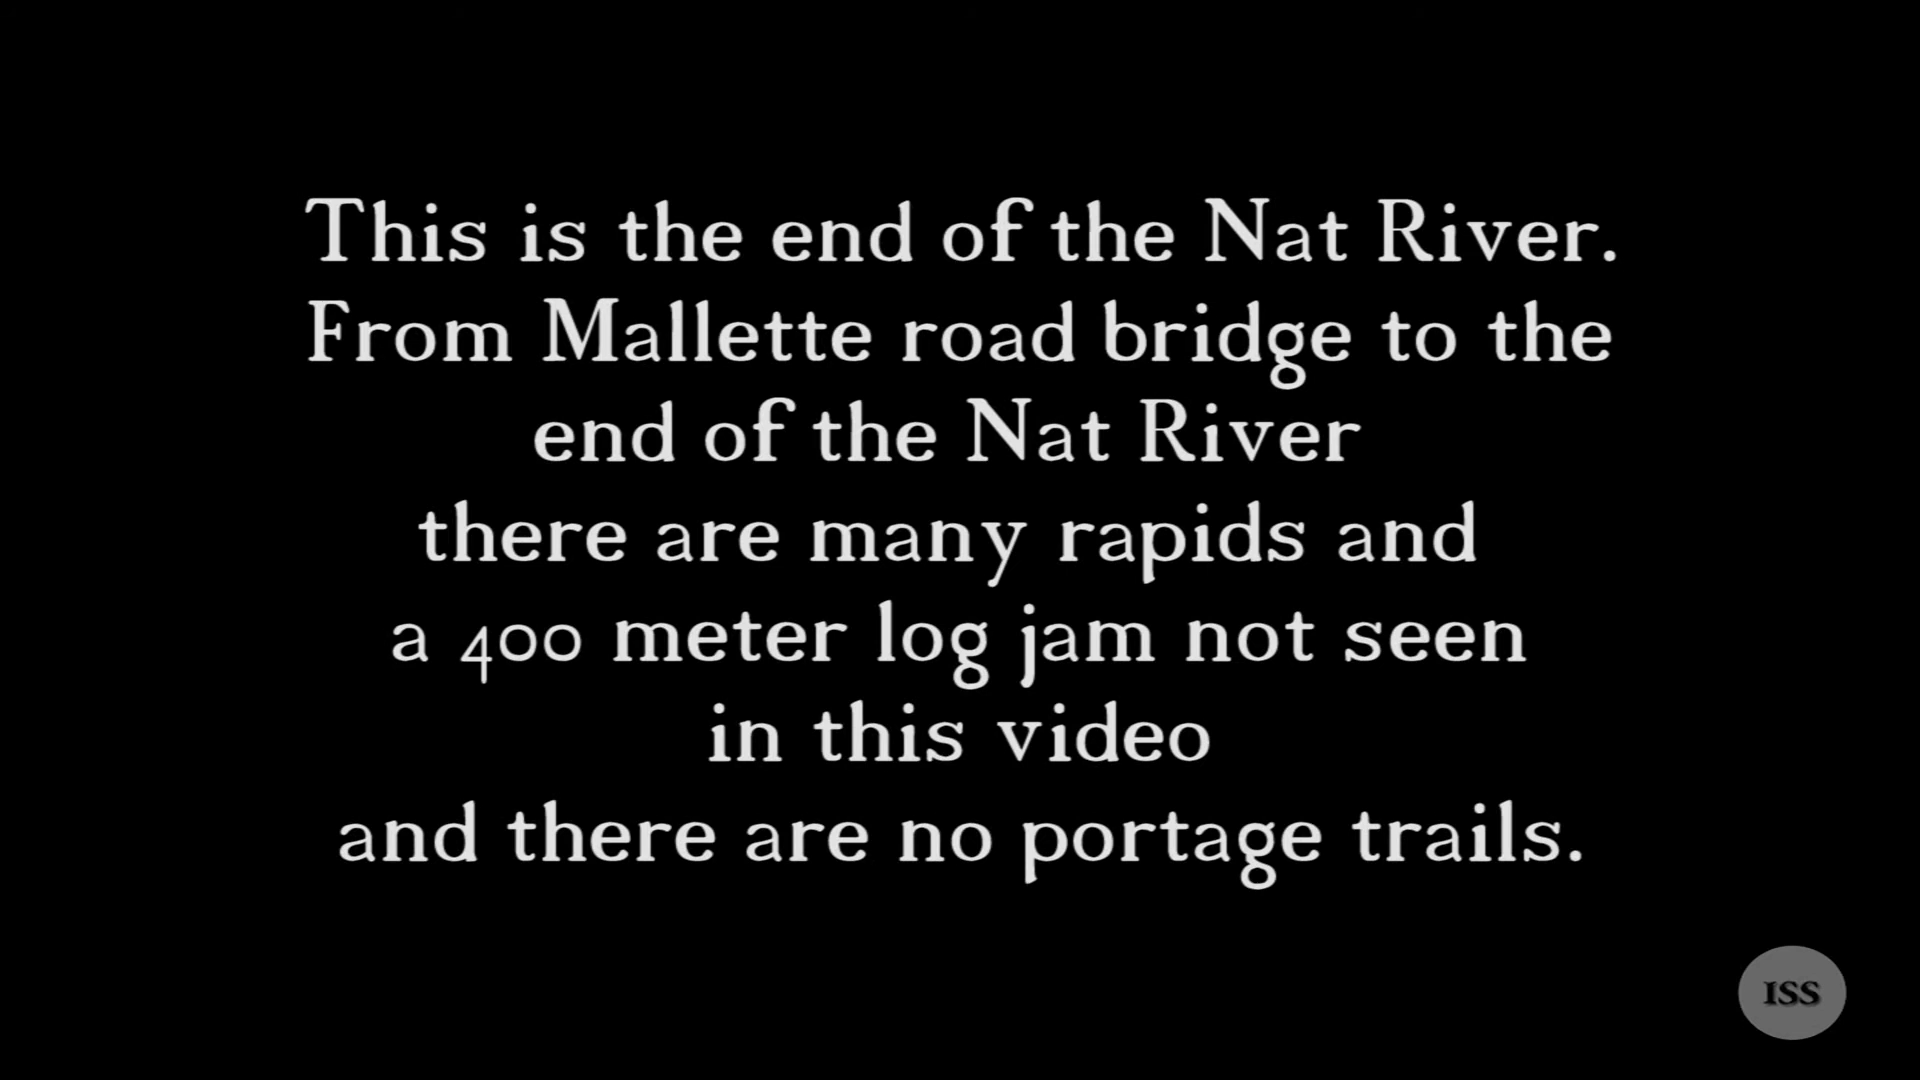 This is the end of the Nat River.
From Mallette road bridge to the
end of the Nat River
there are many rapids and
a 400 meter log jam not seen
in this video
and there are no portage trails.
ISS